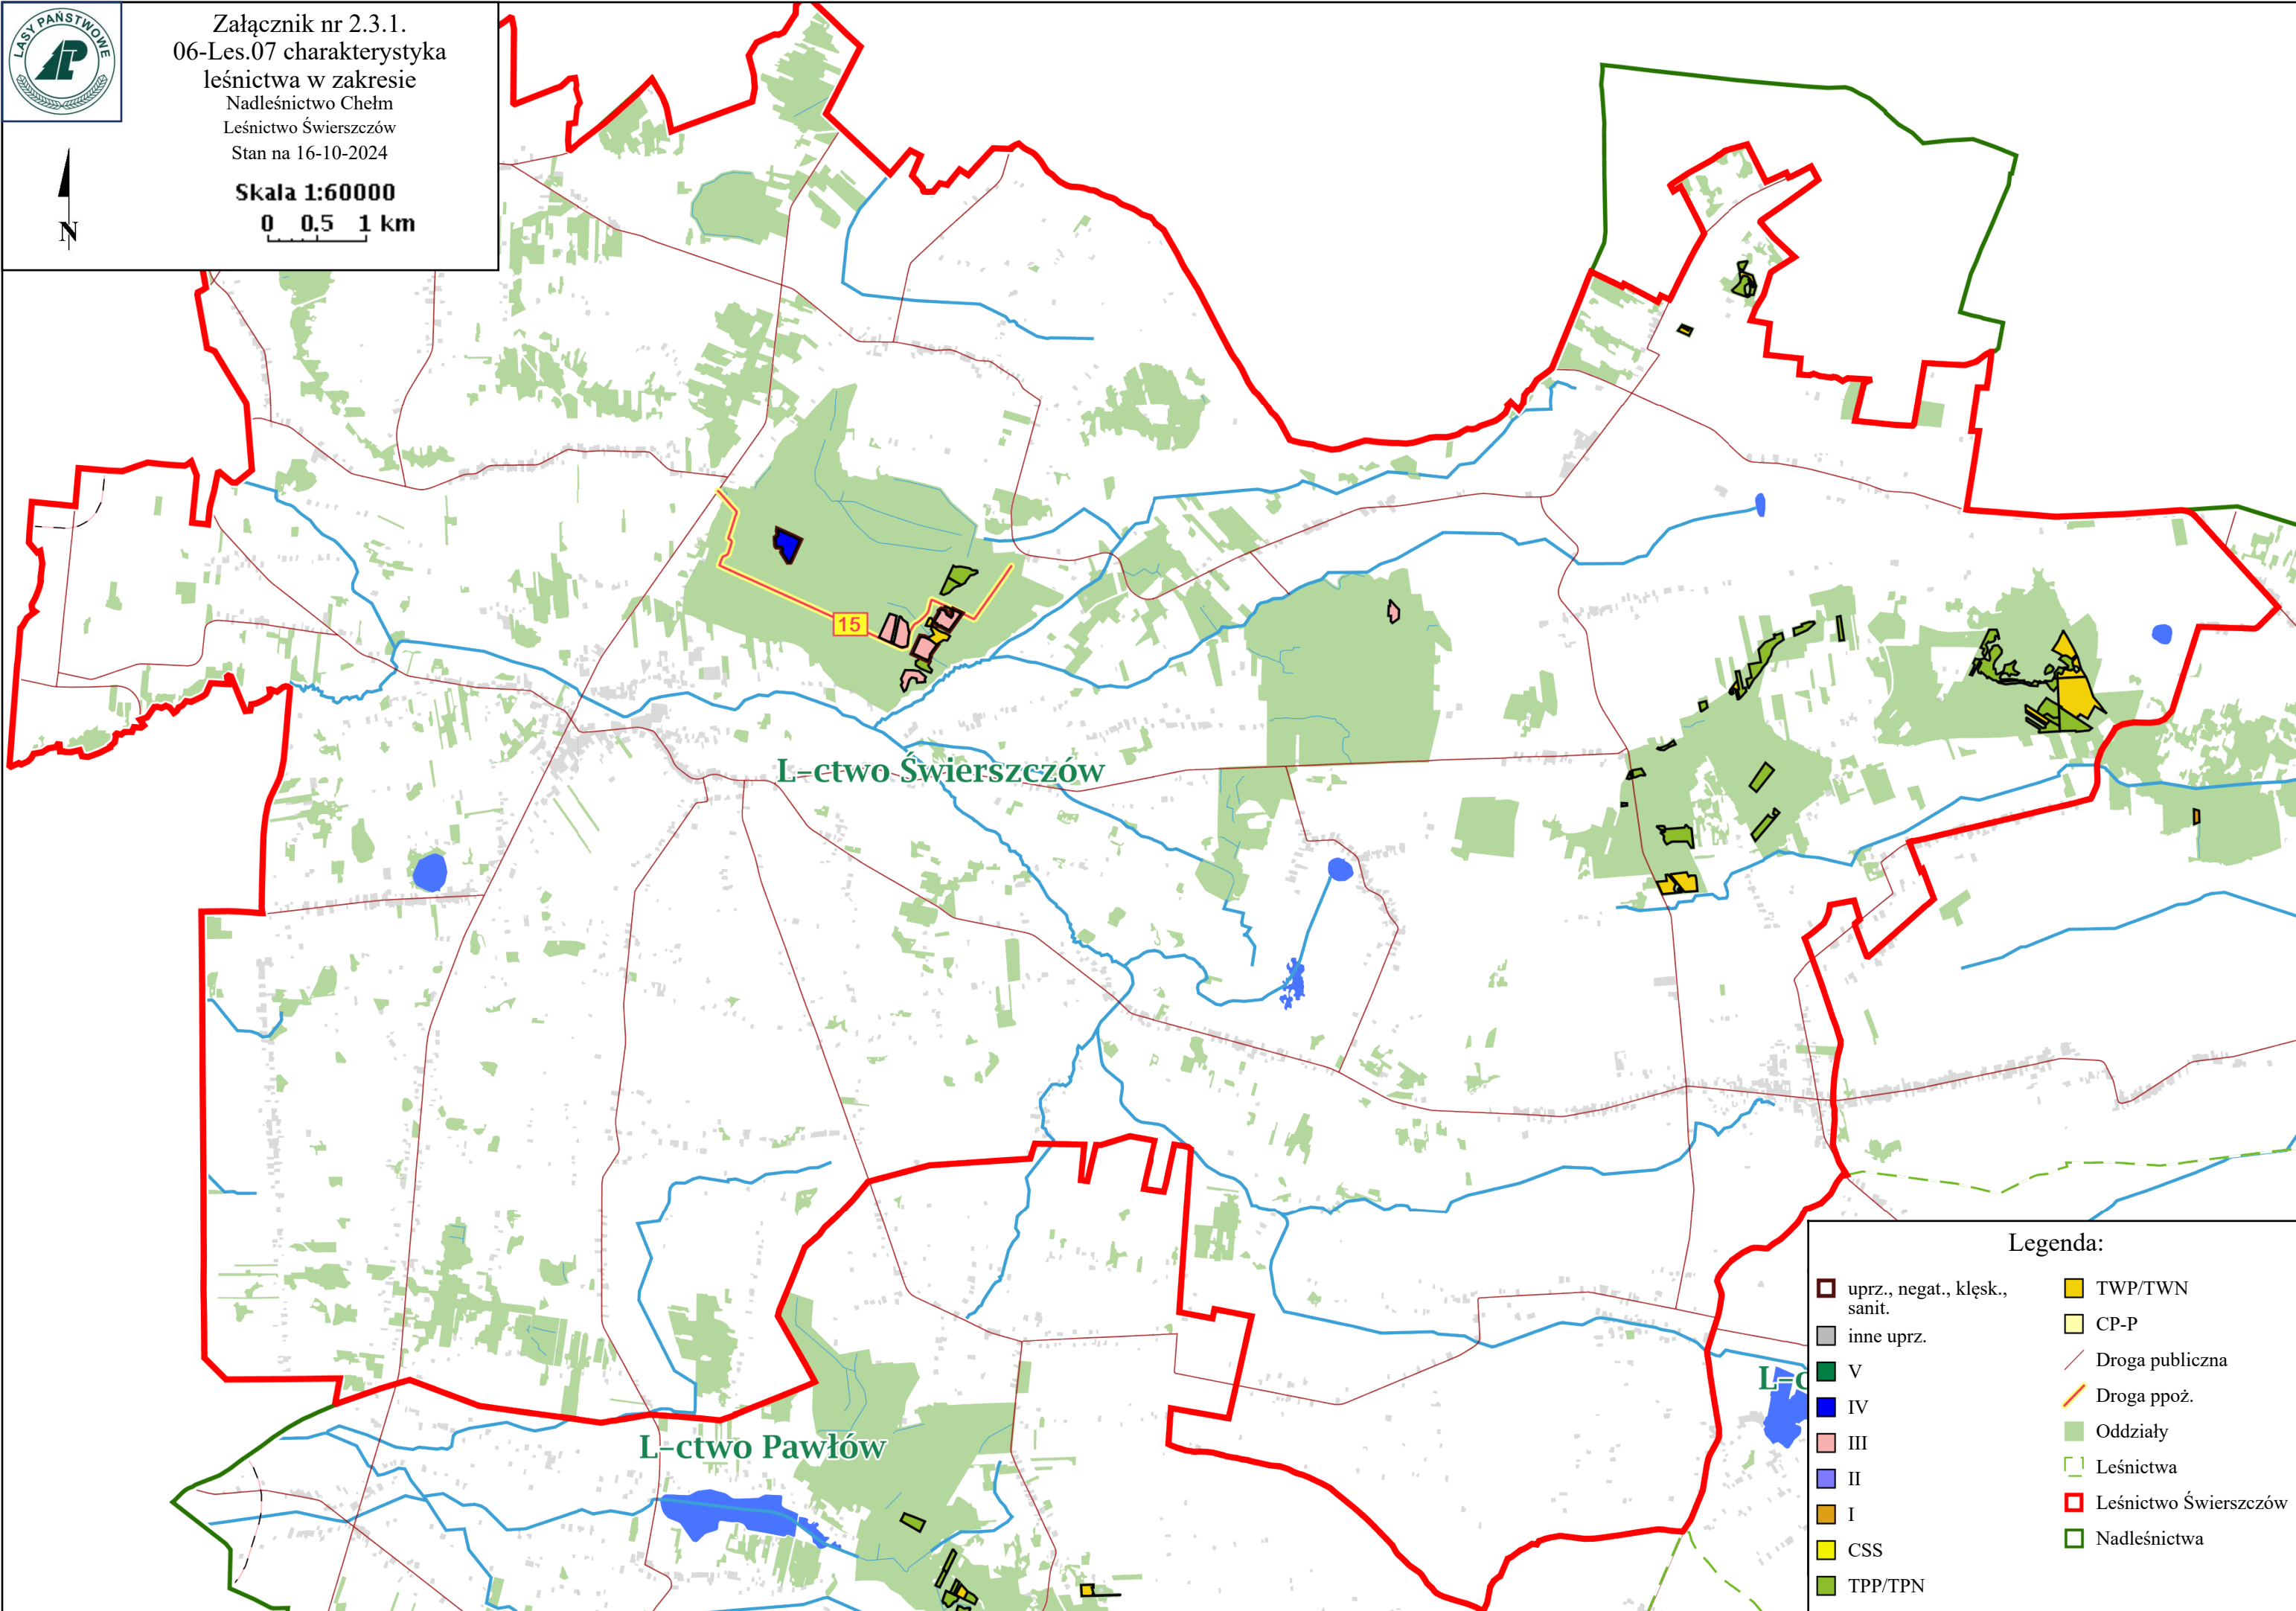 LASY PAŃSTWOWE
LP
Załącznik nr 2.3.1.
06-Les.07 charakterystyka
leśnictwa w zakresie
Nadleśnictwo Chełm
Leśnictwo Świerszczów
Stan na 16-10-2024
Skala 1:60000
0 0.5 1 km
N
15
L-ctwo Świerszczów
L-ctwo Pawłów
L-c
Legenda:
uprz., negat., klęsk.,
sanit.
inne uprz.
V
IV
III
II
I
CSS
TPP/TPN
TWP/TWN
CP-P
Droga publiczna
Droga ppoż.
Oddziały
Leśnictwa
Leśnictwo Świerszczów
Nadleśnictwa